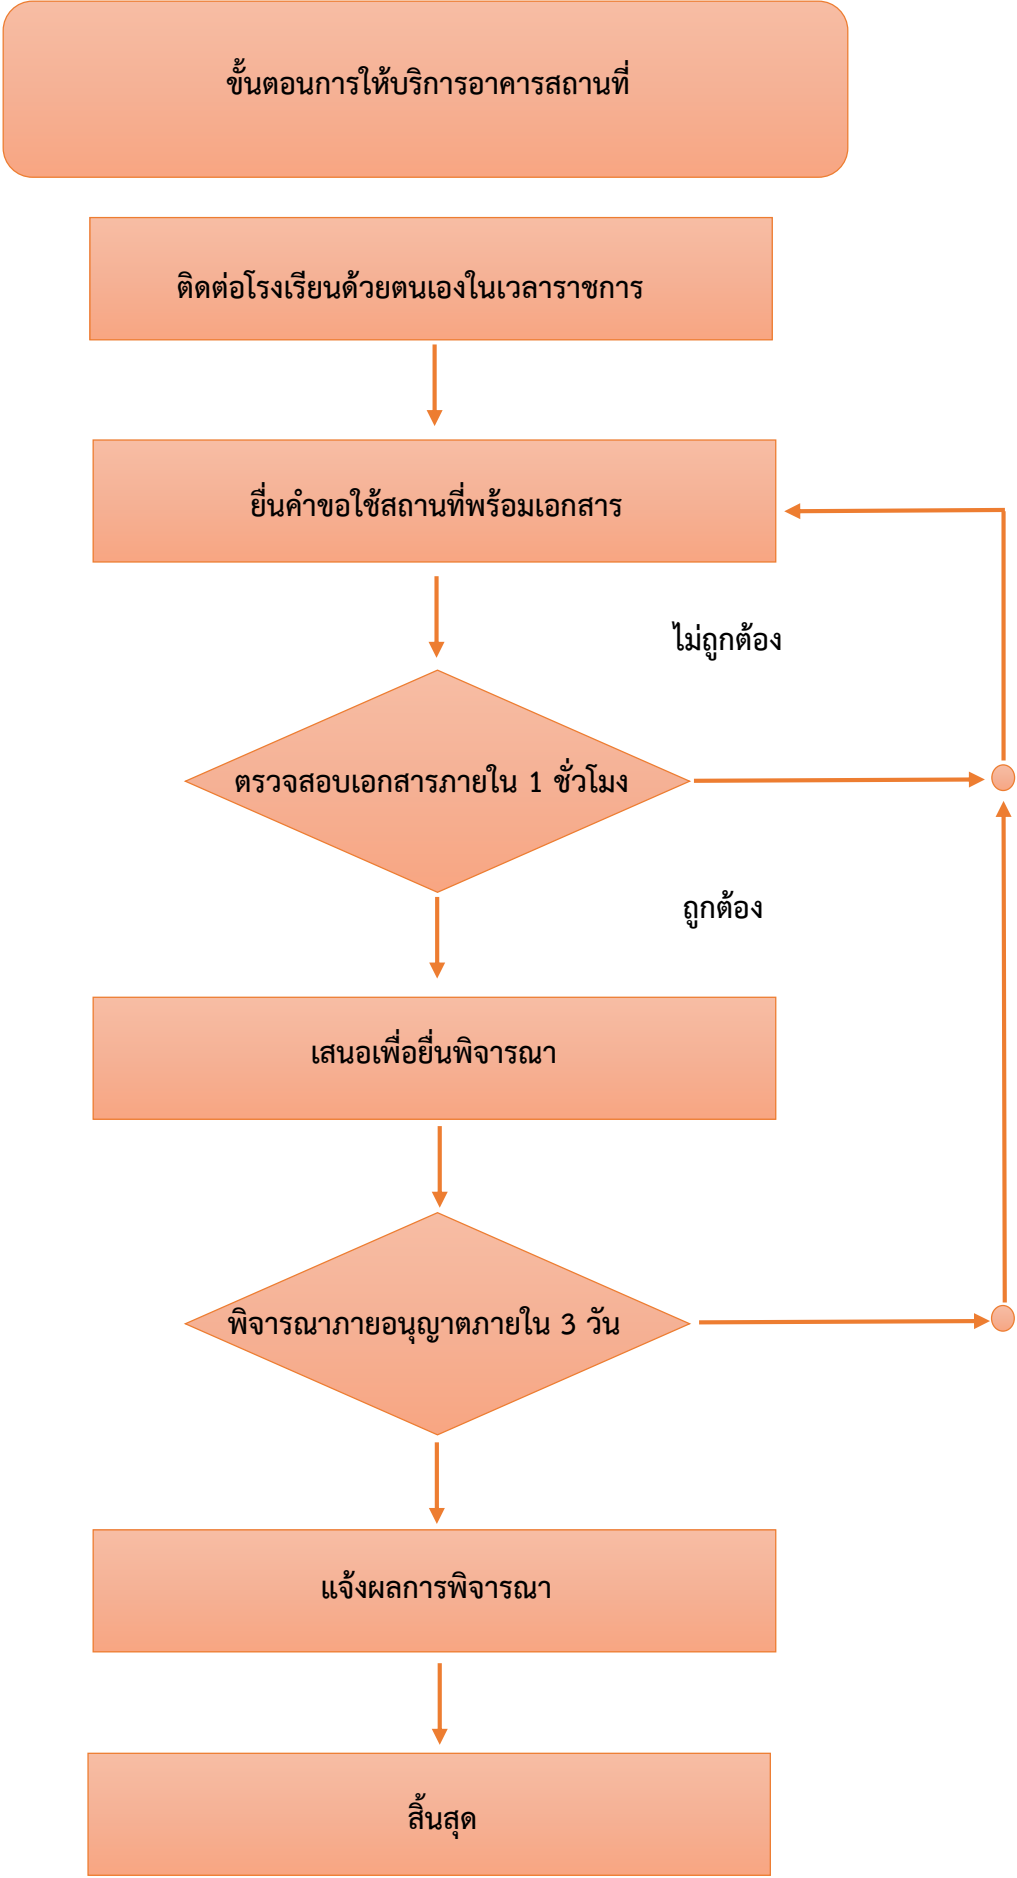 ขั้นตอนการให้บริการอาคารสถานที่
ติดต่อโรงเรียนด้วยตนเองในเวลาราชการ
ยื่นคำขอใช้สถานที่พร้อมเอกสาร
ไม่ถูกต้อง
ตรวจสอบเอกสารภายใน 1 ชั่วโมง
ถูกต้อง
เสนอเพื่อยื่นพิจารณา
พิจารณาภายอนุญาตภายใน 3 วัน
แจ้งผลการพิจารณา
สิ้นสุด